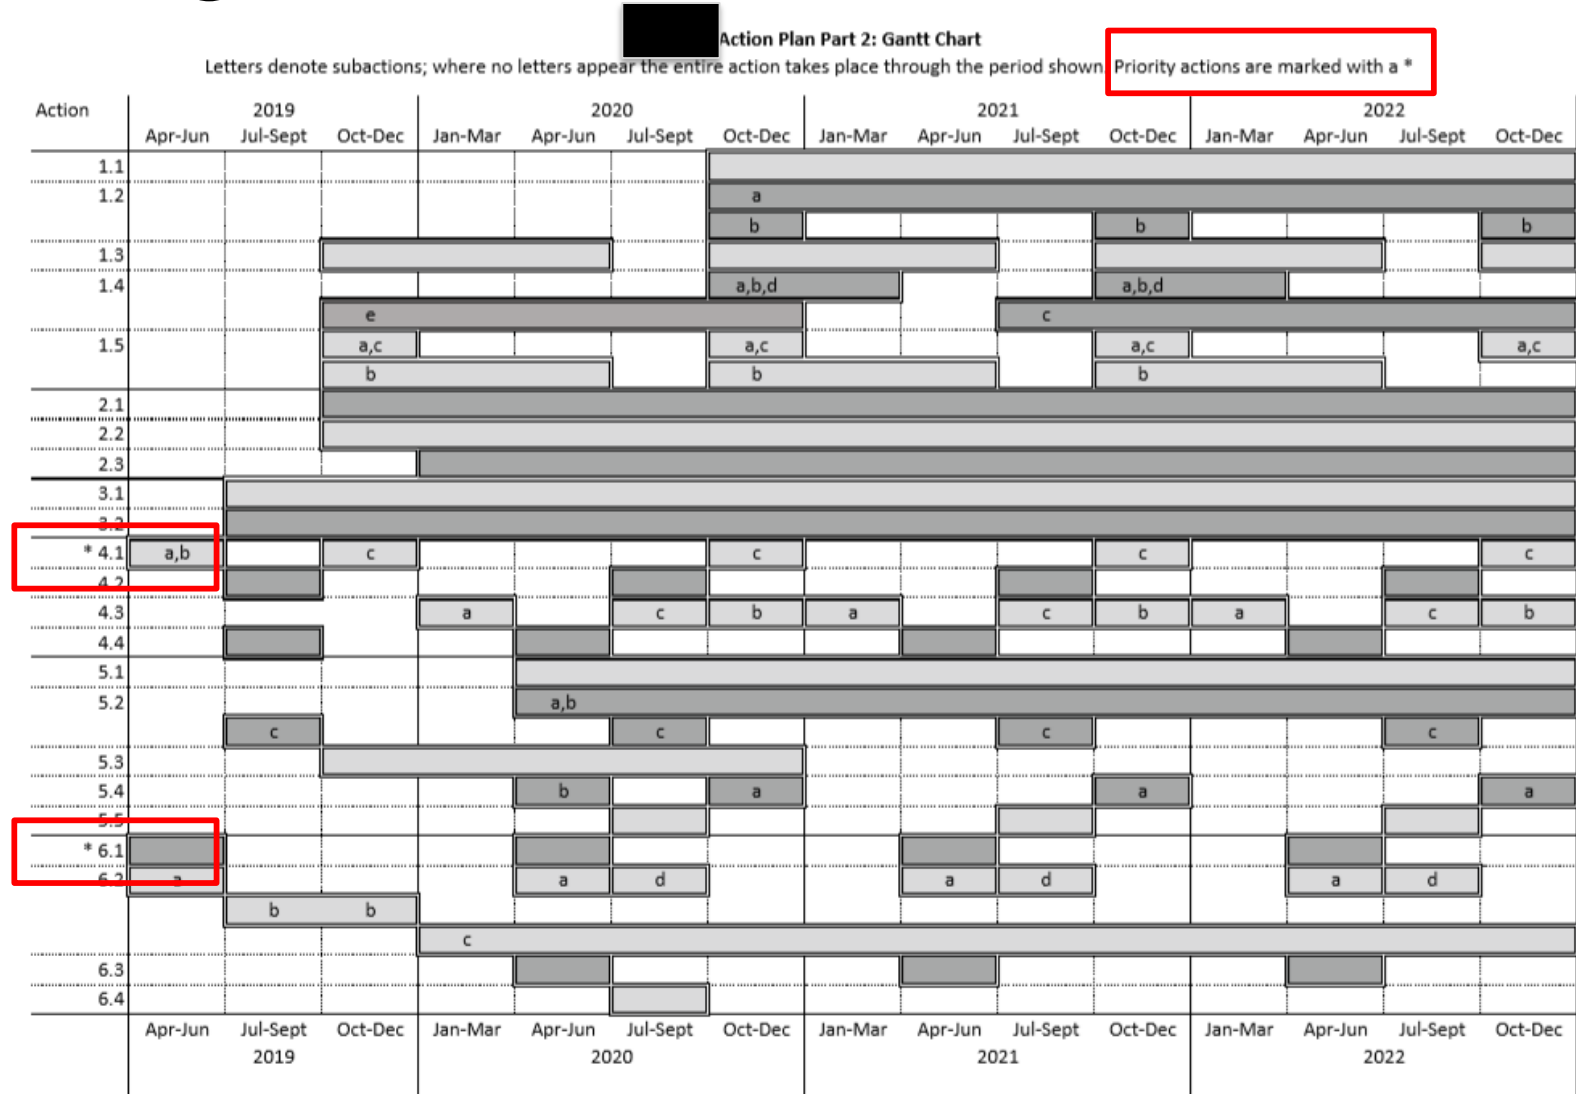 Action Plan Part 2: Gantt Chart
Letters denote subactions; where no letters appear the entire action takes place through the period shown. Priority actions are marked with a *
Action 2019 2020 2021 2022
Apr-Jun Jul-Sept Oct-Dec Jan-Mar Apr-Jun Jul-Sept Oct-Dec Jan-Mar Apr-Jun Jul-Sept Oct-Dec Jan-Mar Apr-Jun Jul-Sept Oct-Dec
1.1
1.2 a
b b b
1.3
1.4 a,b,d a,b,d
e c
1.5 a,c a,c a,c a,c
b b b
2.1
2.2
2.3
3.1
3.2
* 4.1 a,b c c c c
4.2
4.3 a c b a c b a c b
4.4
5.1
5.2 a,b
c c c c
5.3
5.4 b a a a
5.5
* 6.1
6.2 a a d a d a d
b b
c
6.3
6.4
Apr-Jun Jul-Sept Oct-Dec Jan-Mar Apr-Jun Jul-Sept Oct-Dec Jan-Mar Apr-Jun Jul-Sept Oct-Dec Jan-Mar Apr-Jun Jul-Sept Oct-Dec
2019 2020 2021 2022